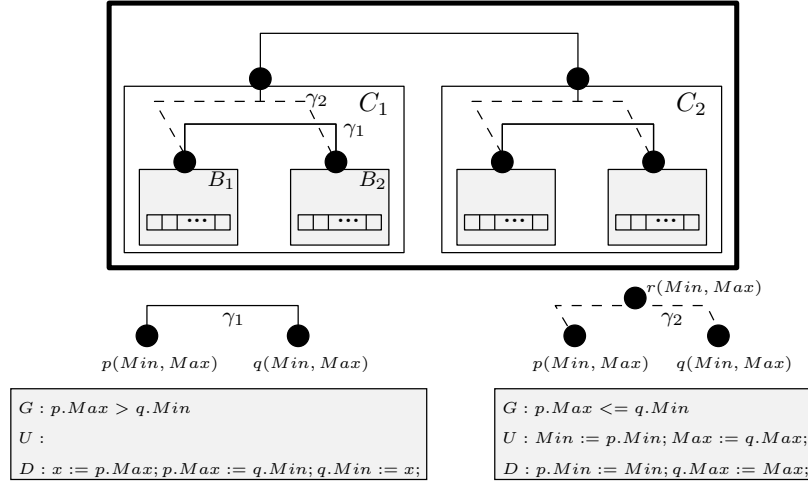 γ₂
C₁
C₂
γ₁
B₁
B₂
•••
•••
•••
•••
r(Min, Max)
γ₁
γ₂
p(Min, Max)
q(Min, Max)
p(Min, Max)
q(Min, Max)
G : p.Max > q.Min
U :
D : x := p.Max; p.Max := q.Min; q.Min := x;
G : p.Max <= q.Min
U : Min := p.Min; Max := q.Max;
D : p.Min := Min; q.Max := Max;